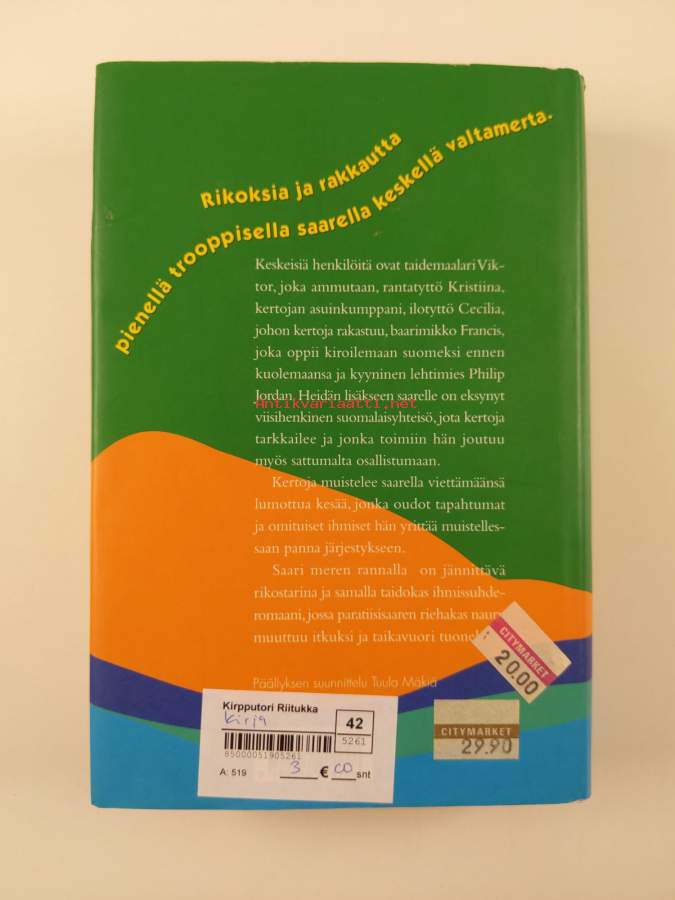 Rikoksia ja rakkautta
pienellä trooppisella saarella keskellä valtamerta.
Keskeisiä henkilöitä ovat taidemaalari Vik-
tor, joka ammutaan, rantatyttö Kristiina,
kertojan asuinkumppani, ilotyttö Cecilia,
johon kertoja rakastuu, baarimikko Francis,
joka oppii kiroilemaan suomeksi ennen
kuolemaansa ja kyyninen lehtimies Philip
Jordan. Heidän lisäkseen saarelle on eksynyt
Antikvariaatti.net
viisihenkinen suomalaisyhteisö, jota kertoja
tarkkailee ja jonka toimiin hän joutuu
myös sattumalta osallistumaan.
Kertoja muistelee saarella viettämäänsä
lumottua kesää, jonka oudot tapahtumat
ja omituiset ihmiset hän yrittää muistelles-
saan panna järjestykseen.
Saari meren rannalla on jännittävä
rikostarina ja samalla taidokas ihmissuhde-
romaani, jossa paratiisisaaren riehakas
muuttuu itkuksi ja taikavuori
CITYMARKET
20.00
Päällyksen suunnittelu Tuula Mäkiä
Kirpputori Riitukka
kirja
42
5261
85000051905261
A: 519 3 € 00 snt
CITYMARKET
29.90